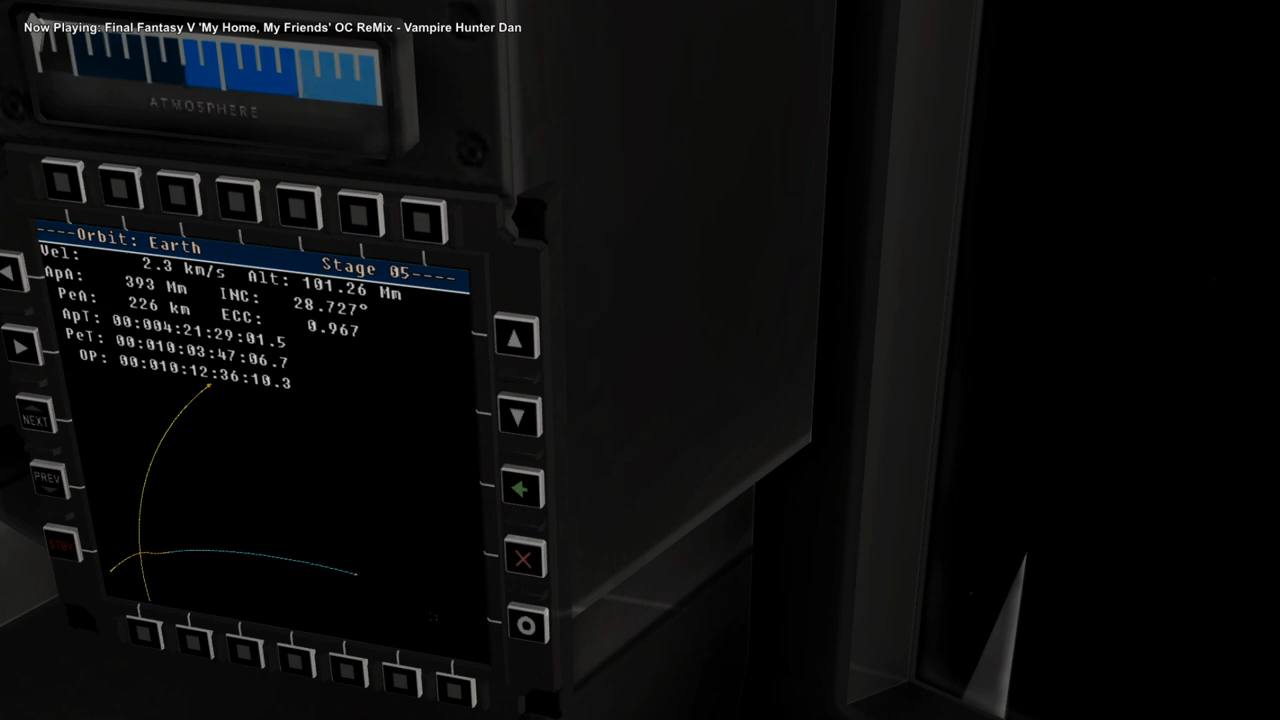 Now Playing: Final Fantasy V 'My Home, My Friends' OC ReMix - Vampire Hunter Dan
ATMOSPHERE
----Orbit: Earth Stage 05----
Vel: 2.3 km/s Alt: 101.26 Mm
ApA: 393 Mm INC: 28.727°
PeA: 226 km ECC: 0.967
ApT: 00:004:21:29:01.5
PeT: 00:010:03:47:06.7
OP: 00:010:12:36:10.3
NEXT
PREV
STBY